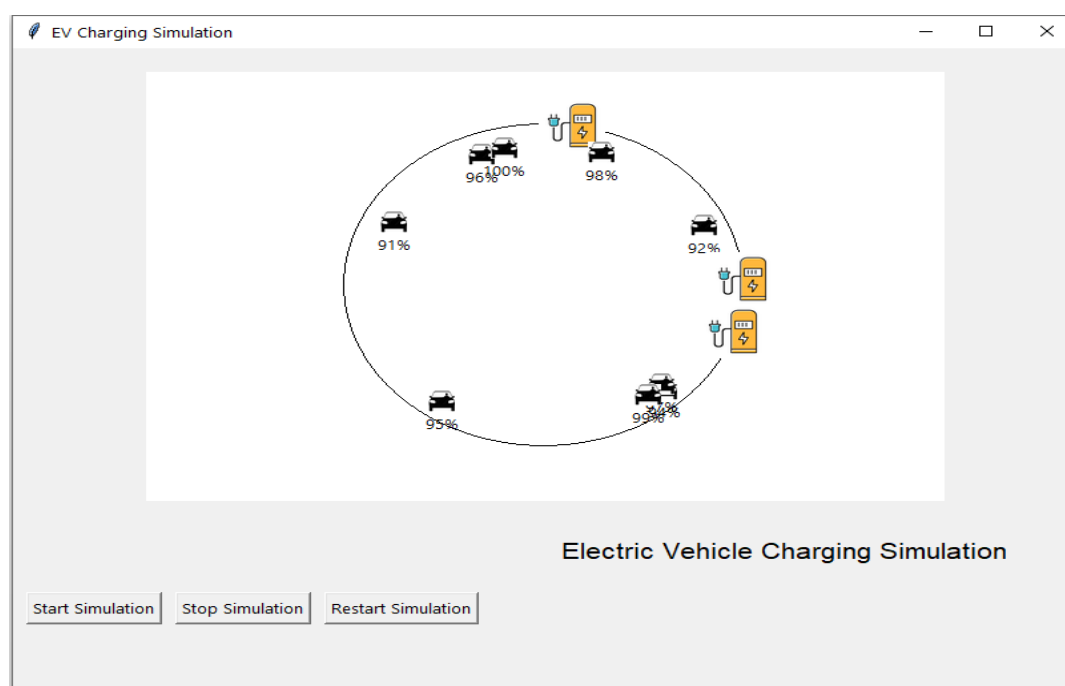 EV Charging Simulation
100%
96%
98%
91%
92%
99%
95%
Electric Vehicle Charging Simulation
Start Simulation
Stop Simulation
Restart Simulation